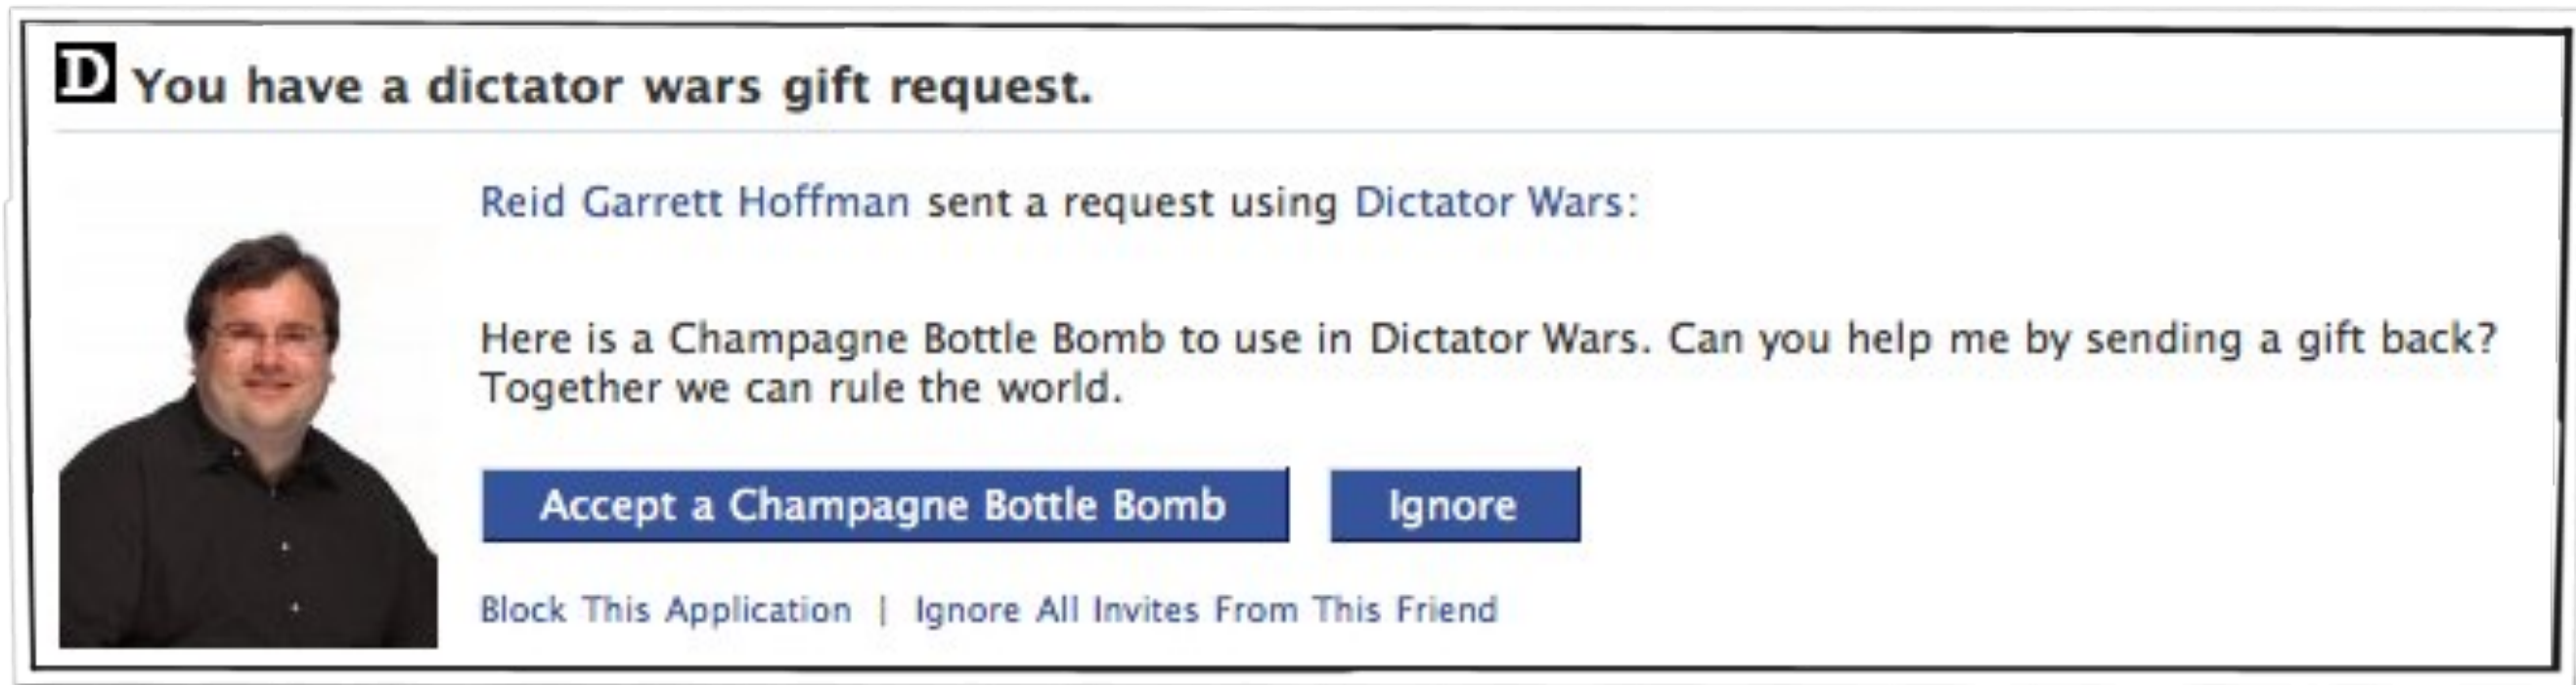 D You have a dictator wars gift request.
Reid Garrett Hoffman sent a request using Dictator Wars:
Here is a Champagne Bottle Bomb to use in Dictator Wars. Can you help me by sending a gift back?
Together we can rule the world.
Accept a Champagne Bottle Bomb Ignore
Block This Application | Ignore All Invites From This Friend